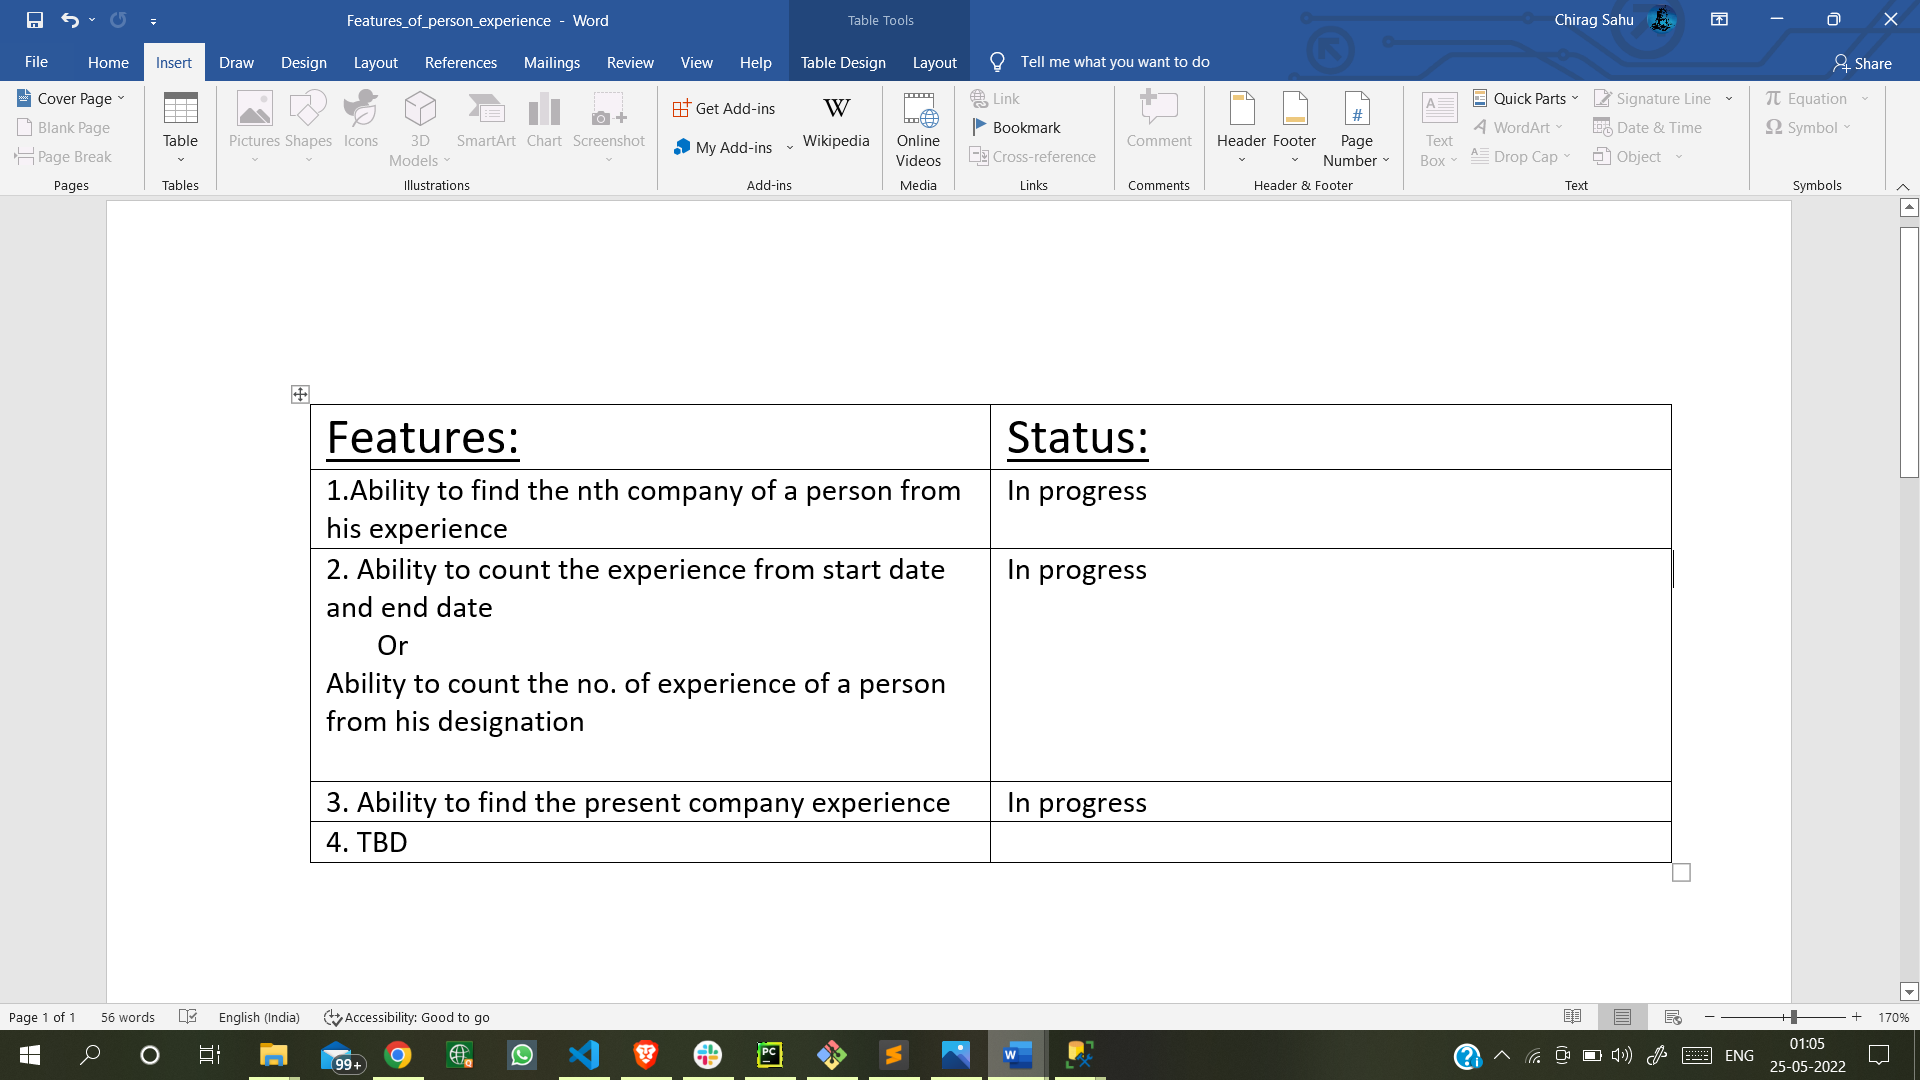 Features_of_person_experience - Word
Table Tools
Chirag Sahu
File Home Insert Draw Design Layout References Mailings Review View Help Table Design Layout Tell me what you want to do Share
Cover Page
Blank Page
Page Break
Pages
Table
Tables
Pictures Shapes Icons 3D Models SmartArt Chart Screenshot
Illustrations
Get Add-ins
My Add-ins
Wikipedia
Add-ins
Online Videos
Media
Link
Bookmark
Cross-reference
Links
Comment
Comments
Header Footer Page Number
Header & Footer
Text Box
Quick Parts
WordArt
Drop Cap
Signature Line
Date & Time
Object
Text
Equation
Symbol
Symbols
Features:
Status:
1.Ability to find the nth company of a person from
his experience
In progress
2. Ability to count the experience from start date
and end date
Or
Ability to count the no. of experience of a person
from his designation
In progress
3. Ability to find the present company experience
In progress
4. TBD
Page 1 of 1 56 words English (India) Accessibility: Good to go 170%
99+
PC
ENG
01:05
25-05-2022